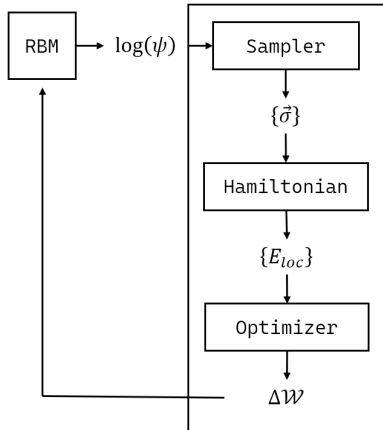 RBM
log(ψ)
Sampler
{σ⃗}
Hamiltonian
{E_loc}
Optimizer
Δ𝒲